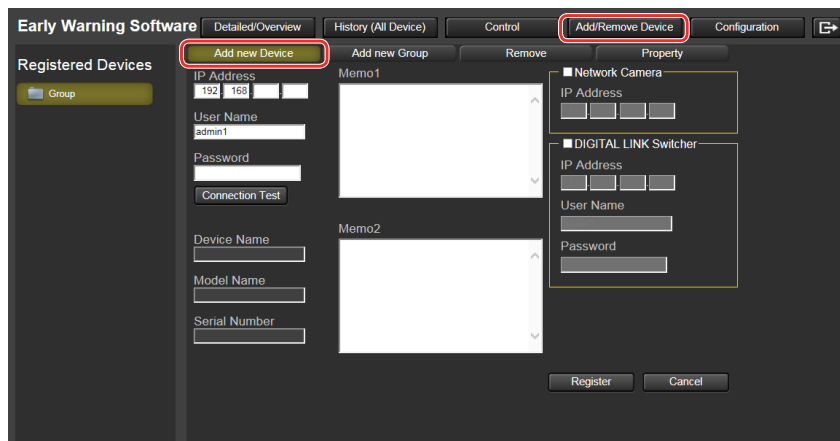 Early Warning Software
Detailed/Overview
History (All Device)
Control
Add/Remove Device
Configuration
Registered Devices
Group
Add new Device
Add new Group
Remove
Property
IP Address
192 . 168 . .
User Name
admin1
Password
Connection Test
Device Name
Model Name
Serial Number
Memo1
Memo2
Network Camera
IP Address
DIGITAL LINK Switcher
IP Address
User Name
Password
Register
Cancel